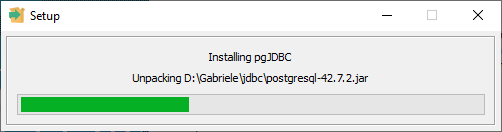 Setup
Installing pgJDBC
Unpacking D:\Gabriele\jdbc\postgresql-42.7.2.jar